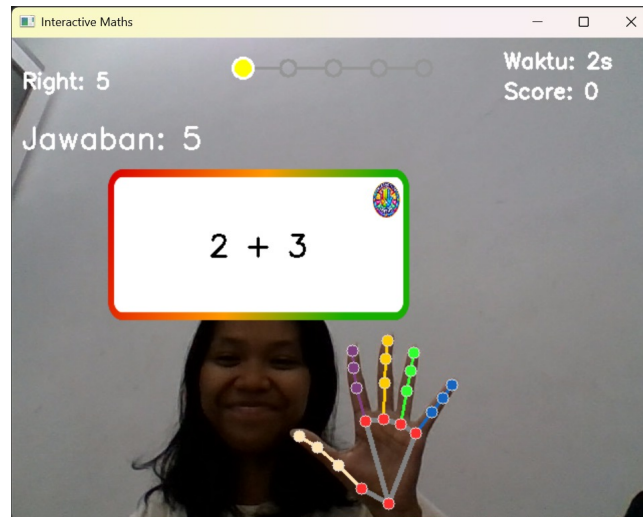 Interactive Maths
Right: 5
Waktu: 2s
Score: 0
Jawaban: 5
2 + 3